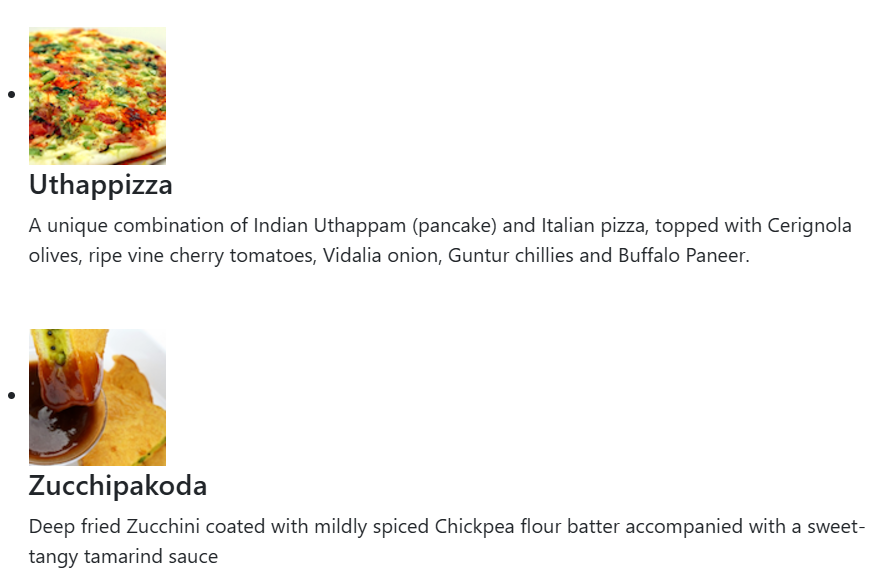 Uthappizza
A unique combination of Indian Uthappam (pancake) and Italian pizza, topped with Cerignola
olives, ripe vine cherry tomatoes, Vidalia onion, Guntur chillies and Buffalo Paneer.
Zucchipakoda
Deep fried Zucchini coated with mildly spiced Chickpea flour batter accompanied with a sweet-
tangy tamarind sauce